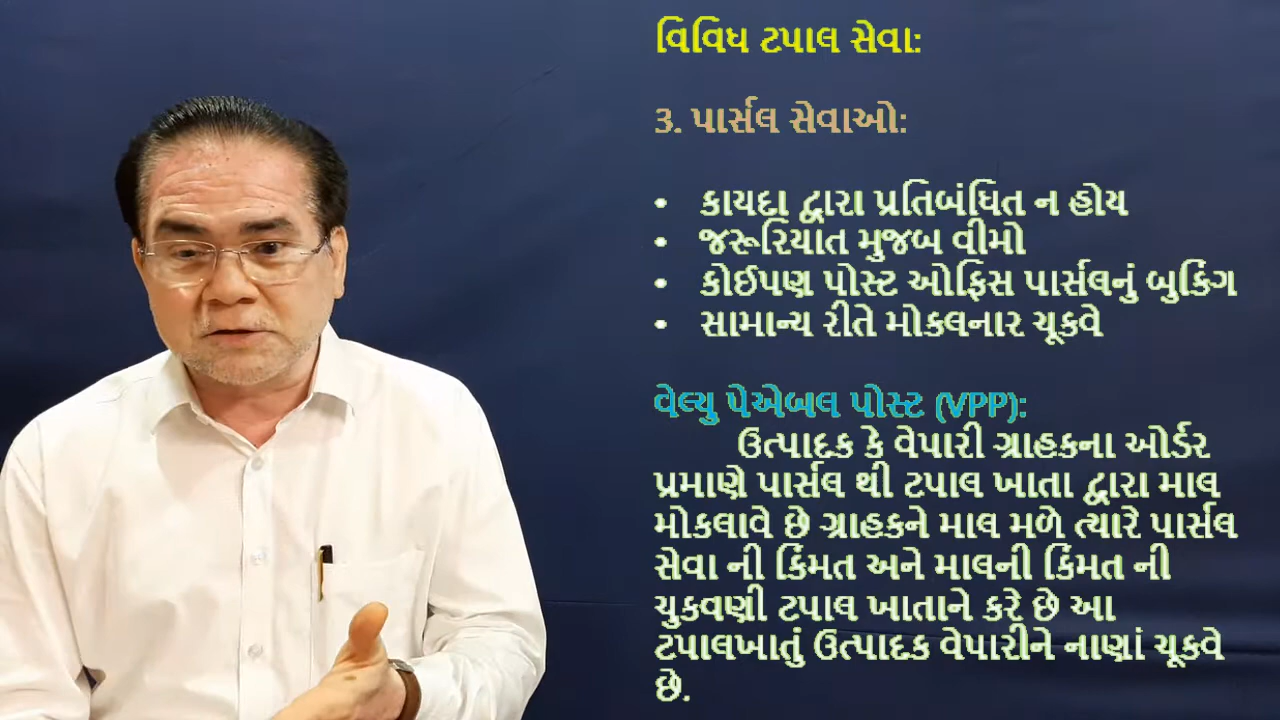 વિવિધ ટપાલ સેવા:
3. પાર્સલ સેવાઓ:
• કાયદા દ્વારા પ્રતિબંધિત ન હોય
• જરૂરિયાત મુજબ વીમો
• કોઈપણ પોસ્ટ ઓફિસ પાર્સલનું બુકિંગ
• સામાન્ય રીતે મોકલનાર ચૂકવે
વેલ્યુ પેએબલ પોસ્ટ (VPP):
ઉત્પાદક કે વેપારી ગ્રાહકના ઓર્ડર
પ્રમાણે પાર્સલ થી ટપાલ ખાતા દ્વારા માલ
મોકલાવે છે ગ્રાહકને માલ મળે ત્યારે પાર્સલ
સેવા ની કિંમત અને માલની કિંમત ની
ચુકવણી ટપાલ ખાતાને કરે છે આ
ટપાલખાતું ઉત્પાદક વેપારીને નાણાં ચૂકવે
છે.